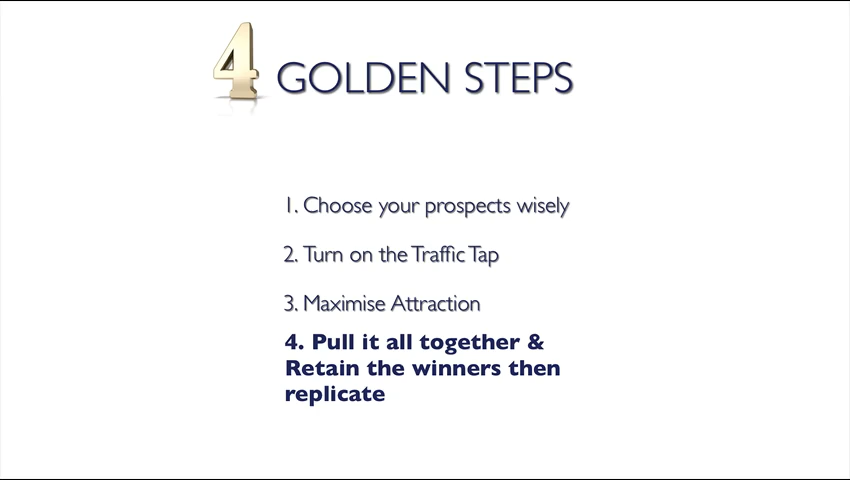 4 GOLDEN STEPS
1. Choose your prospects wisely
2. Turn on the Traffic Tap
3. Maximise Attraction
4. Pull it all together &
Retain the winners then
replicate